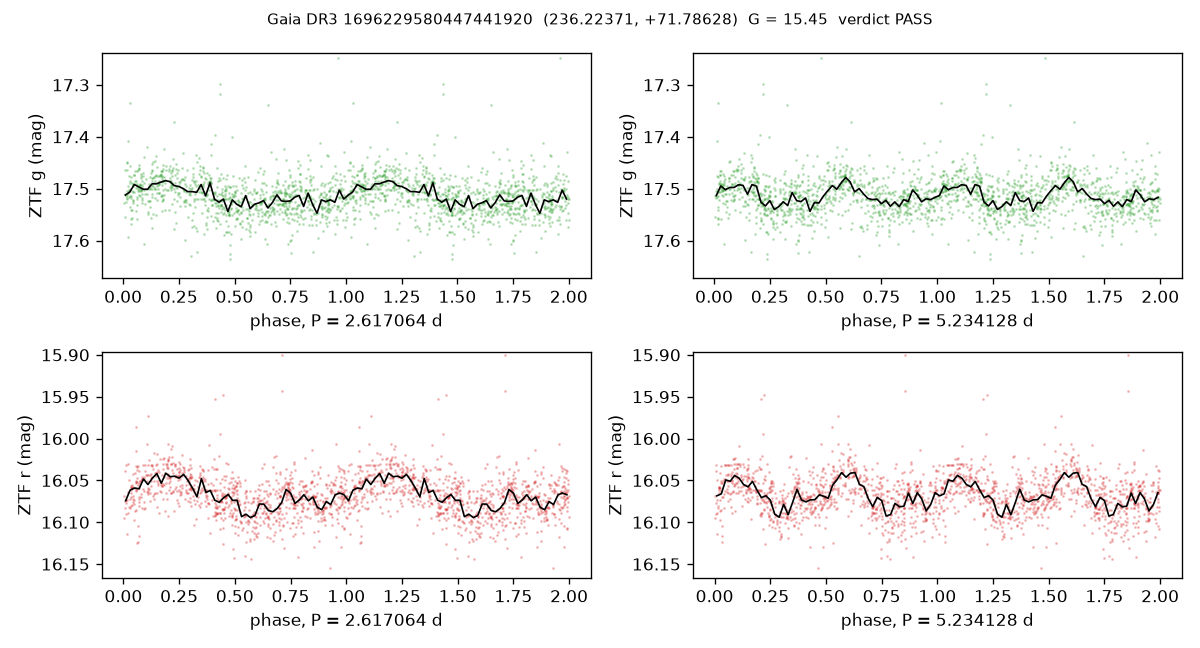 Gaia DR3 1696229580447441920  (236.22371, +71.78628)  G = 15.45  verdict PASS
ZTF g (mag)
17.3
17.4
17.5
17.6
0.00 0.25 0.50 0.75 1.00 1.25 1.50 1.75 2.00
phase, P = 2.617064 d
ZTF g (mag)
17.3
17.4
17.5
17.6
0.00 0.25 0.50 0.75 1.00 1.25 1.50 1.75 2.00
phase, P = 5.234128 d
ZTF r (mag)
15.90
15.95
16.00
16.05
16.10
16.15
0.00 0.25 0.50 0.75 1.00 1.25 1.50 1.75 2.00
phase, P = 2.617064 d
ZTF r (mag)
15.90
15.95
16.00
16.05
16.10
16.15
0.00 0.25 0.50 0.75 1.00 1.25 1.50 1.75 2.00
phase, P = 5.234128 d